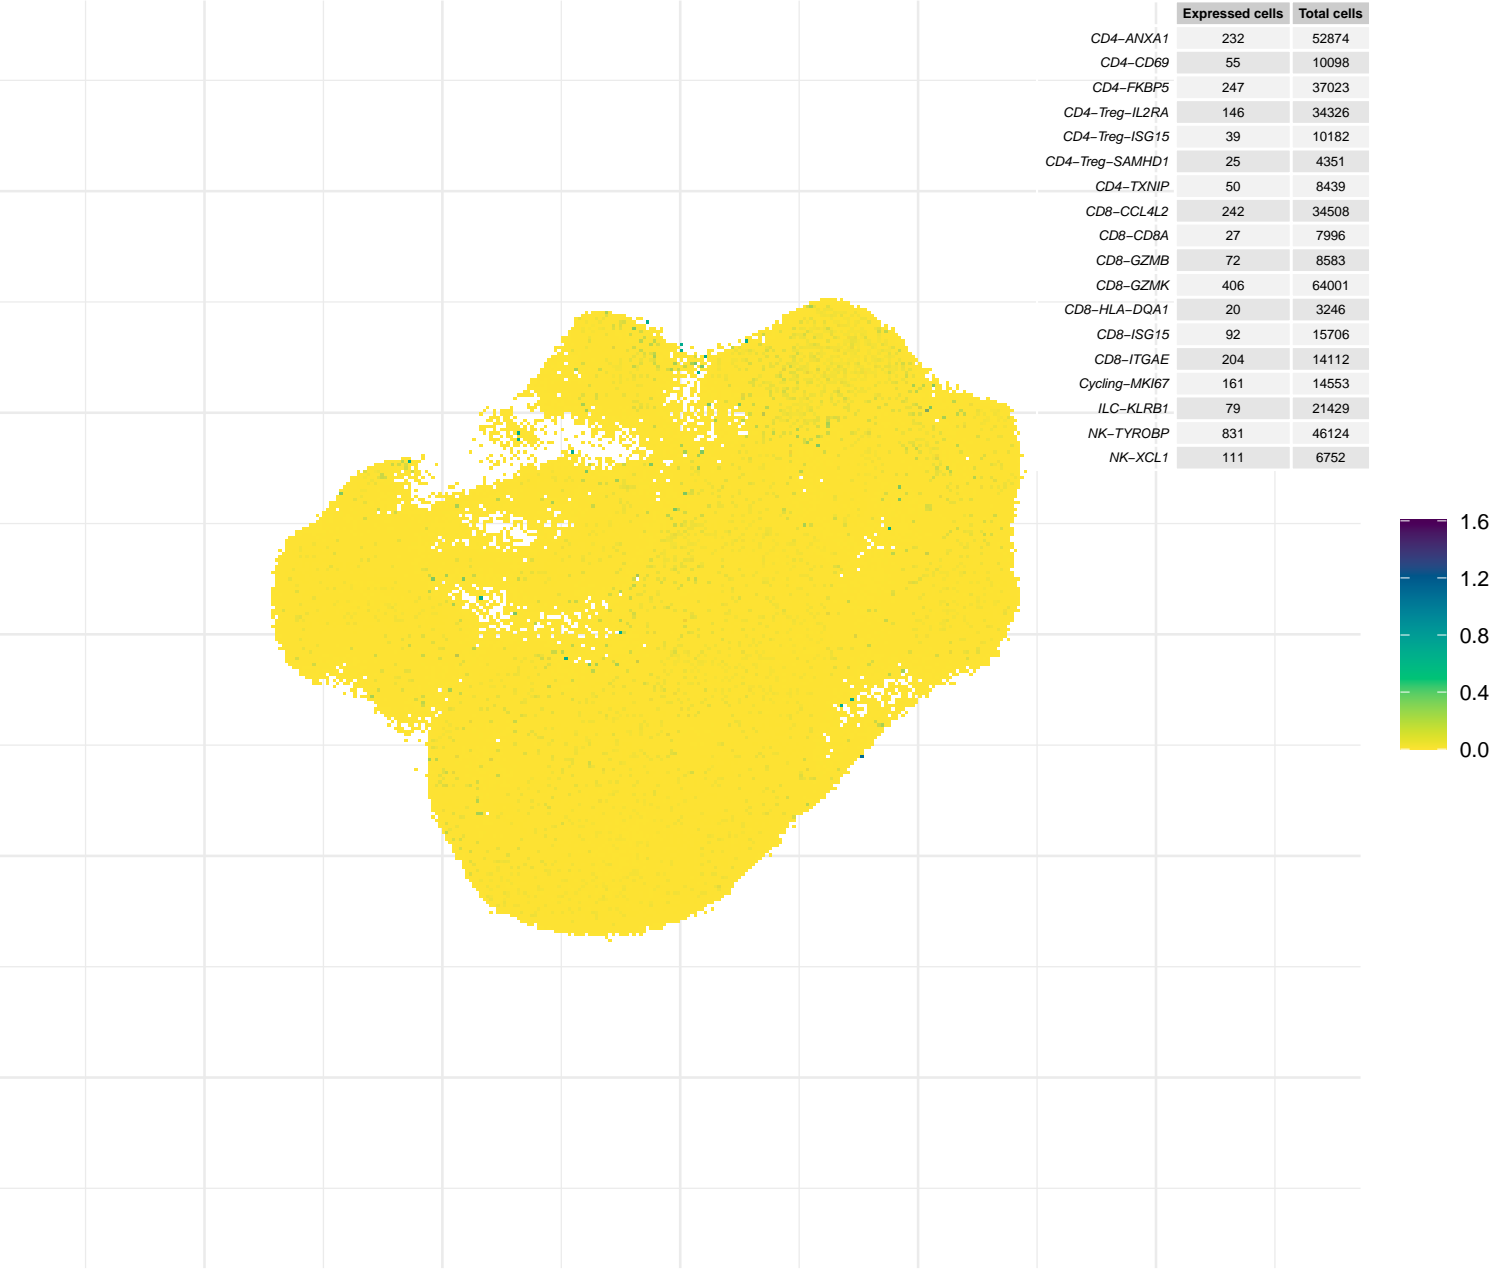 Expressed cells Total cells
CD4−ANXA1 232 52874
CD4−CD69 55 10098
CD4−FKBP5 247 37023
CD4−Treg−IL2RA 146 34326
CD4−Treg−ISG15 39 10182
CD4−Treg−SAMHD1 25 4351
CD4−TXNIP 50 8439
CD8−CCL4L2 242 34508
CD8−CD8A 27 7996
CD8−GZMB 72 8583
CD8−GZMK 406 64001
CD8−HLA−DQA1 20 3246
CD8−ISG15 92 15706
CD8−ITGAE 204 14112
Cycling−MKI67 161 14553
ILC−KLRB1 79 21429
NK−TYROBP 831 46124
NK−XCL1 111 6752
1.6
1.2
0.8
0.4
0.0